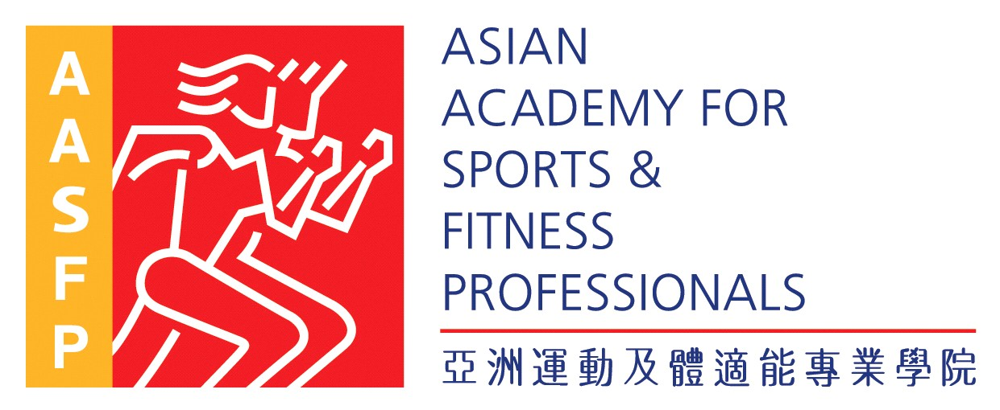 AASFP
ASIAN
ACADEMY FOR
SPORTS &
FITNESS
PROFESSIONALS
亞洲運動及體適能專業學院